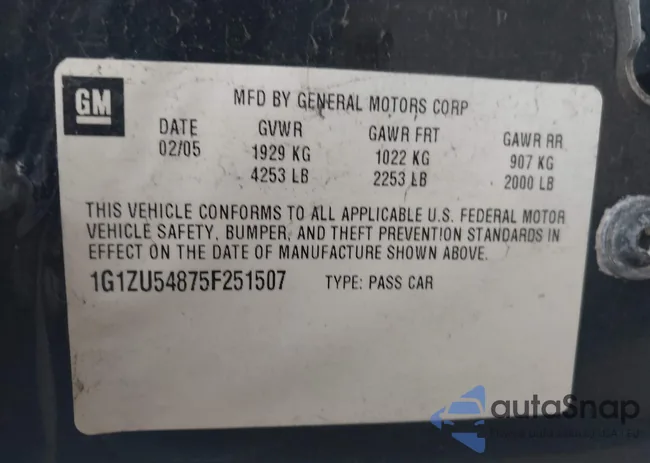 GM
MFD BY GENERAL MOTORS CORP
DATE GVWR GAWR FRT GAWR RR
02/05 1929 KG 1022 KG 907 KG
4253 LB 2253 LB 2000 LB
THIS VEHICLE CONFORMS TO ALL APPLICABLE U.S. FEDERAL MOTOR
VEHICLE SAFETY, BUMPER, AND THEFT PREVENTION STANDARDS IN
EFFECT ON THE DATE OF MANUFACTURE SHOWN ABOVE.
1G1ZU54875F251507 TYPE: PASS CAR
autoSnap